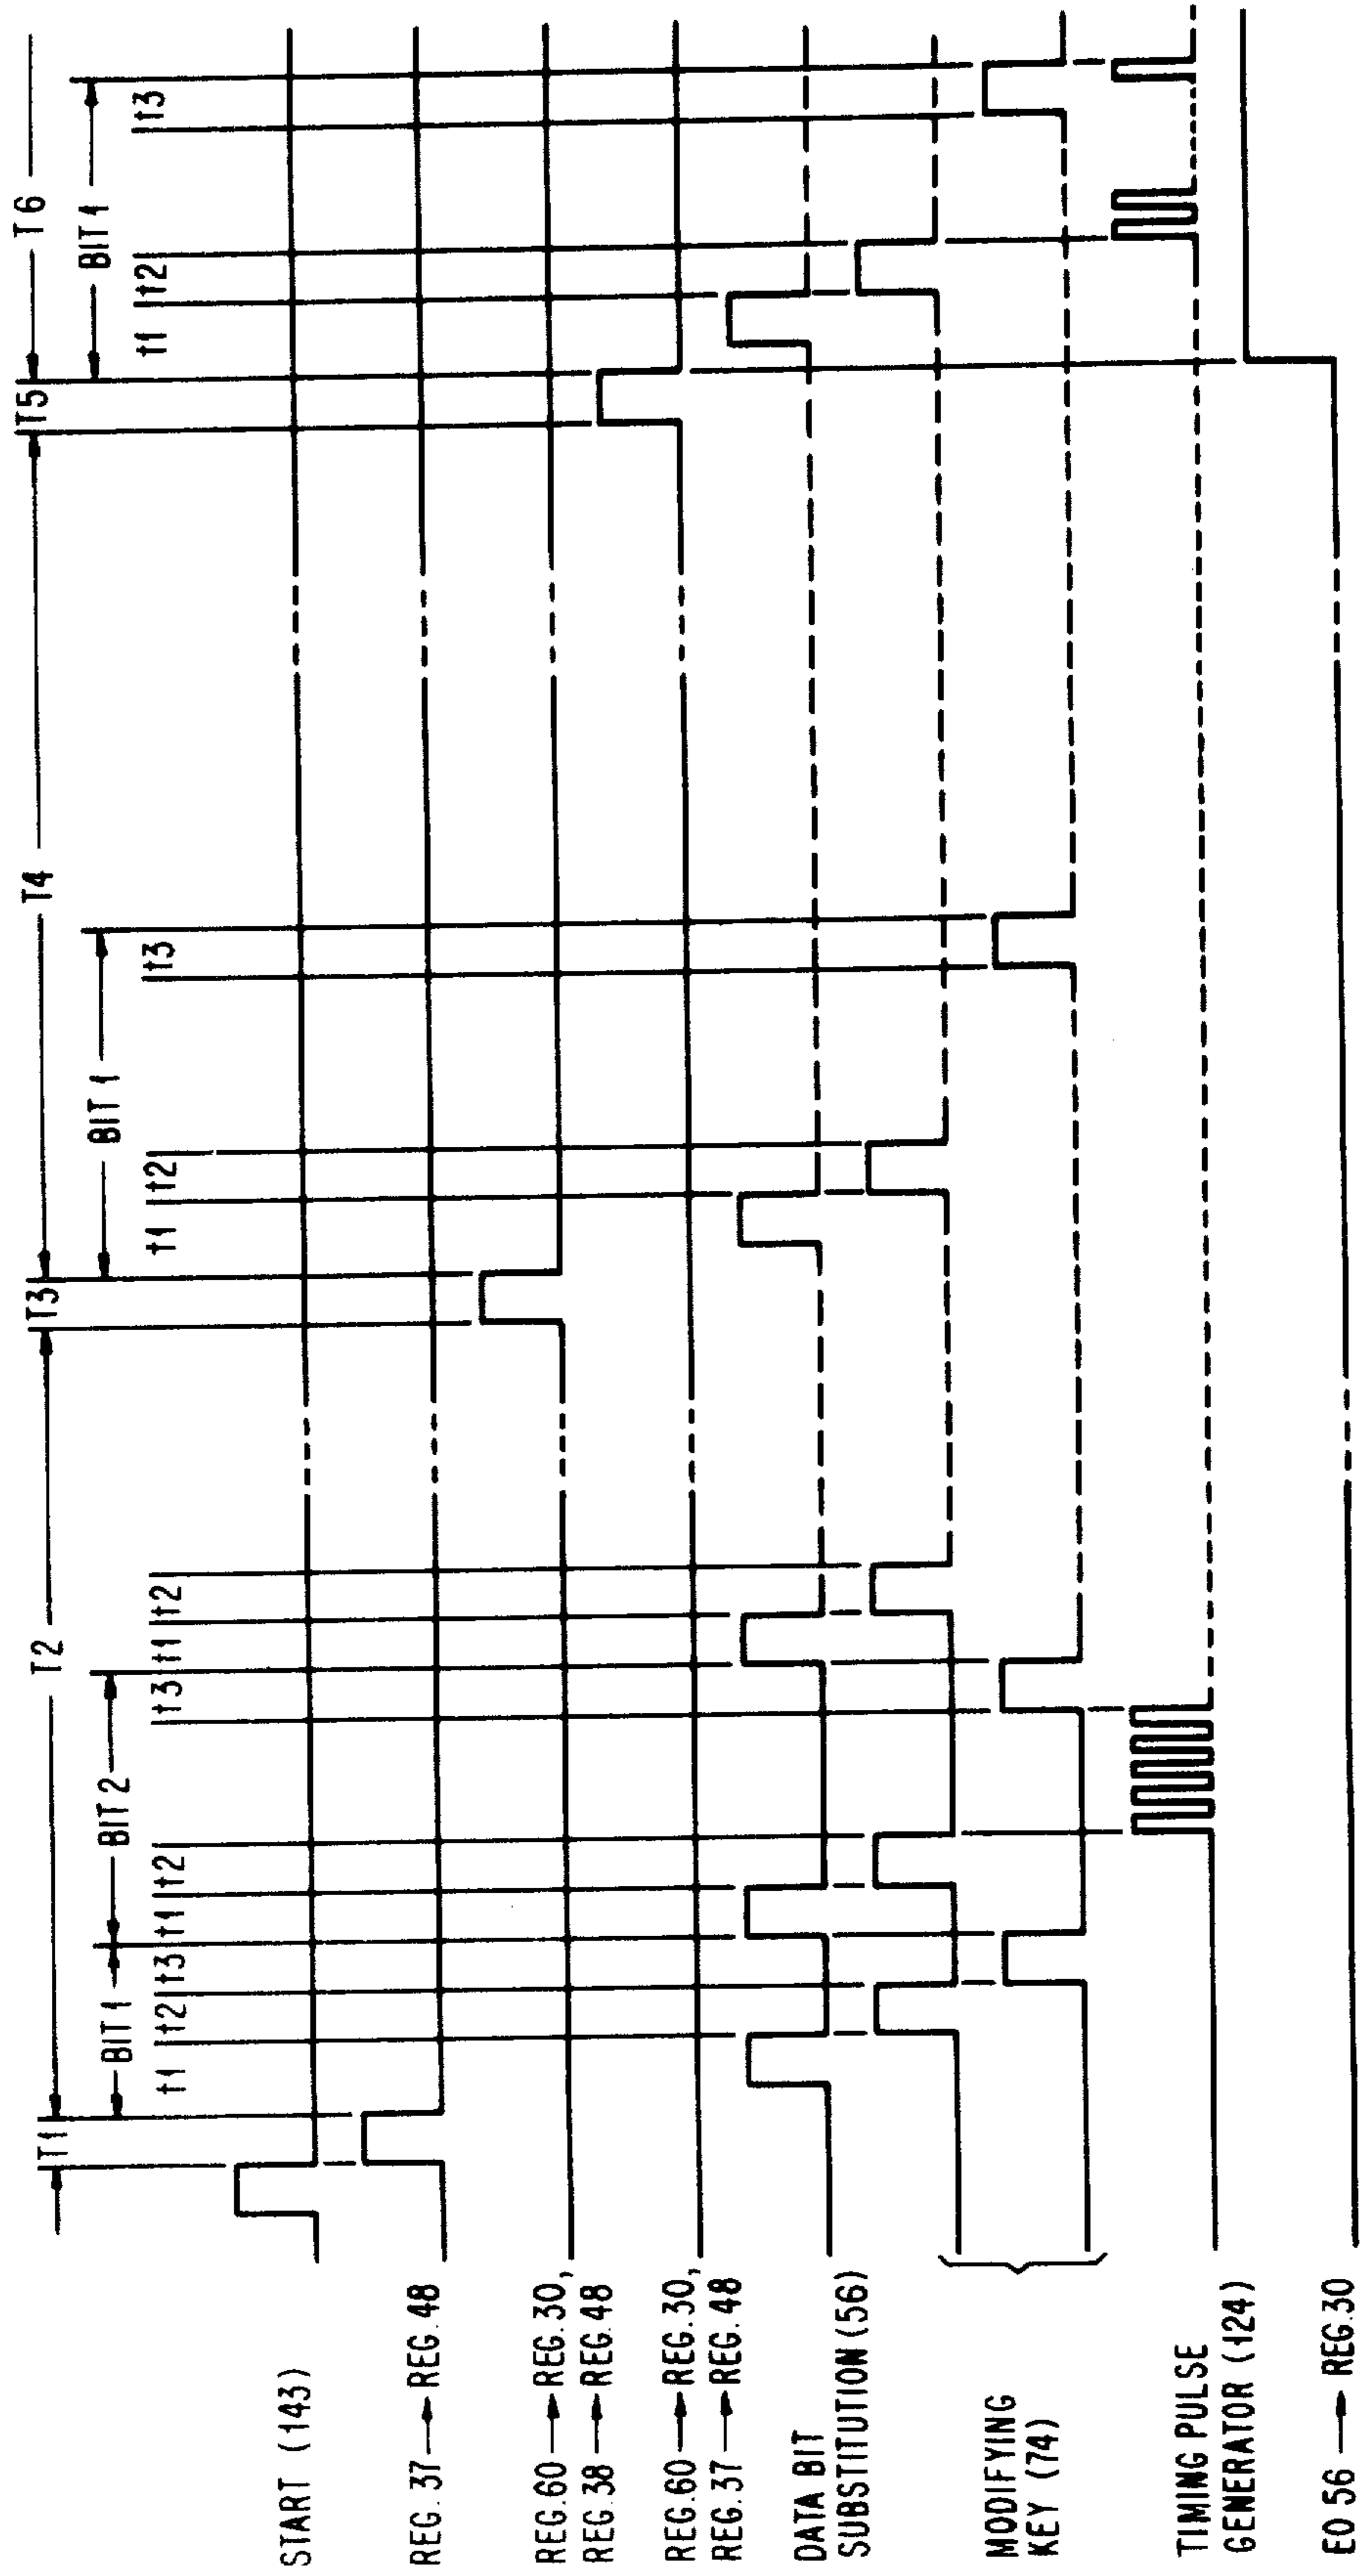 T1 T2 T3 T4 T5 T6
BIT 1 BIT 2 BIT 1 BIT 1
t1 t2 t3 t1 t2 t3 t1 t2 t1 t2 t3 t1 t2 t3
START (143)
REG. 37 → REG. 48
REG. 60 → REG. 30,
REG. 38 → REG. 48
REG. 60 → REG. 30,
REG. 37 → REG. 48
DATA BIT
SUBSTITUTION (56)
MODIFYING
KEY (74)
TIMING PULSE
GENERATOR (124)
EO 56 → REG. 30